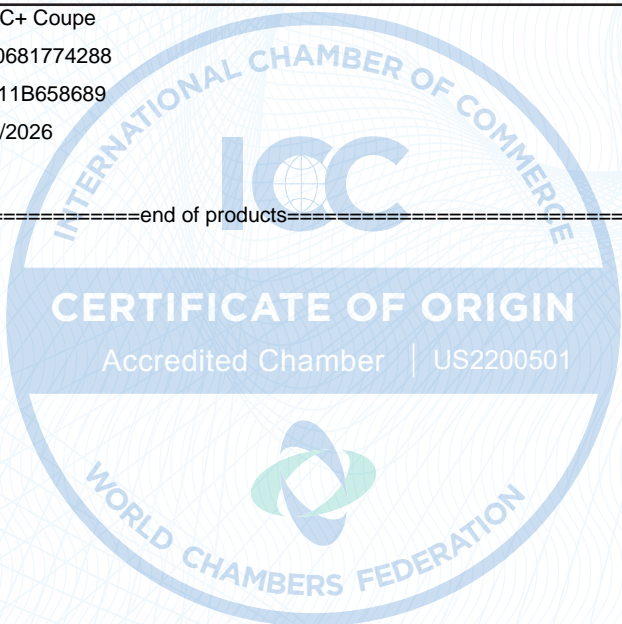 C+ Coupe
0681774288
11B658689
/2026
===========end of products===========================
INTERNATIONAL CHAMBER OF COMMERCE
ICC
CERTIFICATE OF ORIGIN
Accredited Chamber | US2200501
WORLD CHAMBERS FEDERATION